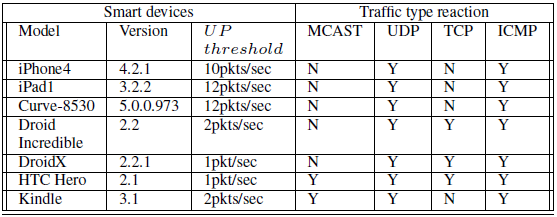 Smart devices Traffic type reaction
Model Version UP MCAST UDP TCP ICMP
threshold
iPhone4 4.2.1 10pkts/sec N Y N Y
iPad1 3.2.2 12pkts/sec N Y N Y
Curve-8530 5.0.0.973 12pkts/sec N Y N Y
Droid 2.2 2pkts/sec N Y Y Y
Incredible
DroidX 2.2.1 1pkt/sec N Y Y Y
HTC Hero 2.1 1pkt/sec Y Y Y Y
Kindle 3.1 2pkts/sec Y Y N Y